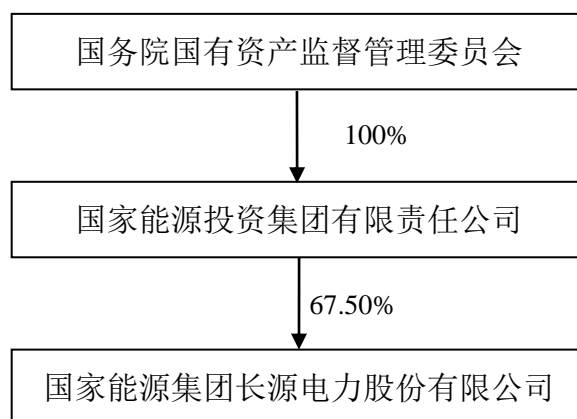 国务院国有资产监督管理委员会
100%
国家能源投资集团有限责任公司
67.50%
国家能源集团长源电力股份有限公司